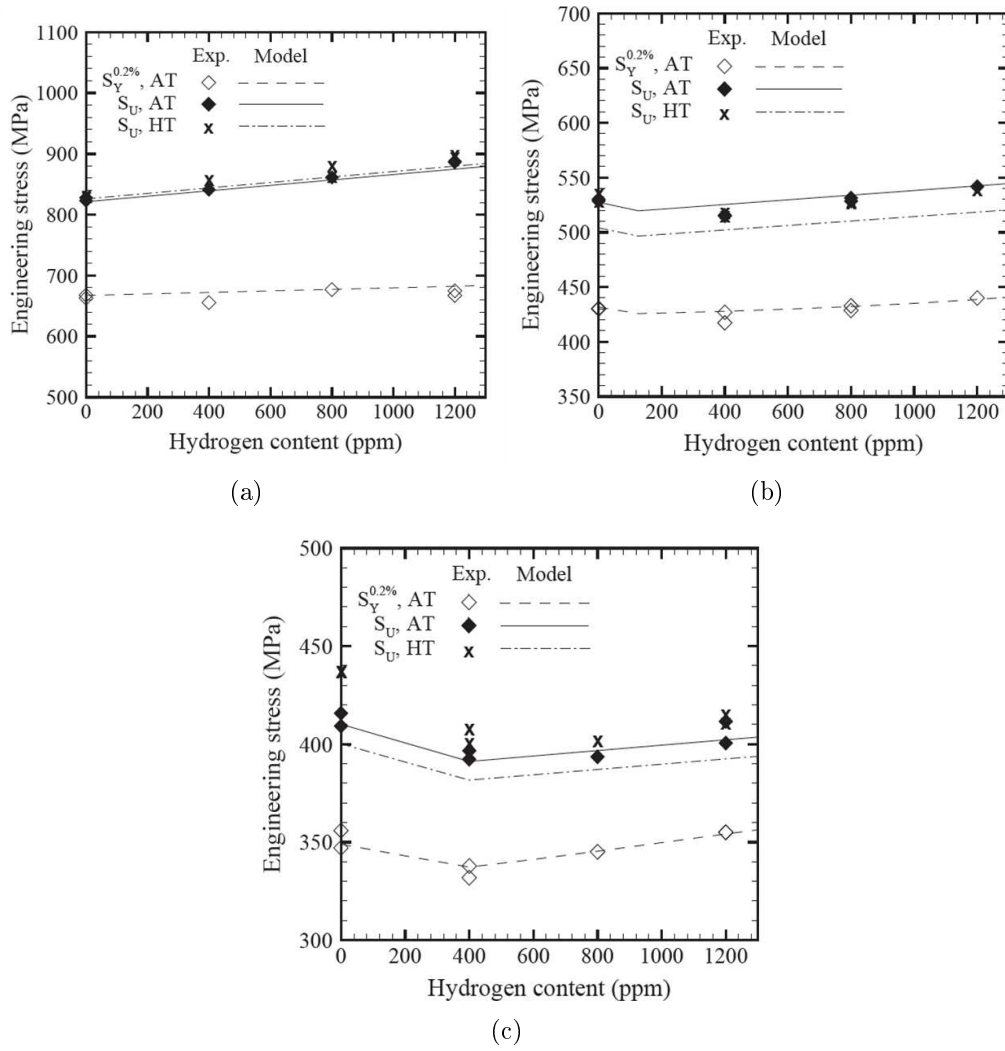 Exp. Model
S_Y^0.2%, AT
S_U, AT
S_U, HT
Engineering stress (MPa)
1100
1000
900
800
700
600
500
0 200 400 600 800 1000 1200
Hydrogen content (ppm)
(a)
Exp. Model
S_Y^0.2%, AT
S_U, AT
S_U, HT
Engineering stress (MPa)
700
650
600
550
500
450
400
350
0 200 400 600 800 1000 1200
Hydrogen content (ppm)
(b)
Exp. Model
S_Y^0.2%, AT
S_U, AT
S_U, HT
Engineering stress (MPa)
500
450
400
350
300
0 200 400 600 800 1000 1200
Hydrogen content (ppm)
(c)